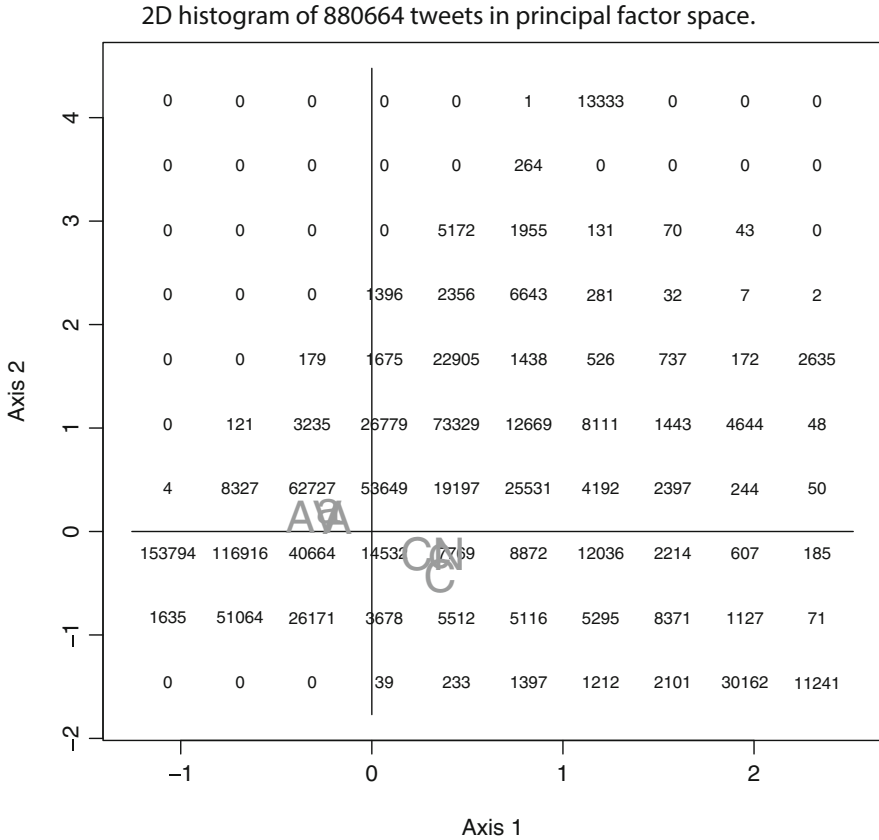 2D histogram of 880664 tweets in principal factor space.
4
0 0 0 0 0 1 13333 0 0 0
0 0 0 0 0 264 0 0 0 0
3
0 0 0 0 5172 1955 131 70 43 0
0 0 0 1396 2356 6643 281 32 7 2
2
0 0 179 1675 22905 1438 526 737 172 2635
Axis 2
1
0 121 3235 26779 73329 12669 8111 1443 4644 48
4 8327 62727 53649 19197 25531 4192 2397 244 50
a
A V A
0
153794 116916 40664 14532 7769 8872 12036 2214 607 185
C C N
C
1635 51064 26171 3678 5512 5116 5295 8371 1127 71
−1
0 0 0 39 233 1397 1212 2101 30162 11241
−2
−1 0 1 2
Axis 1